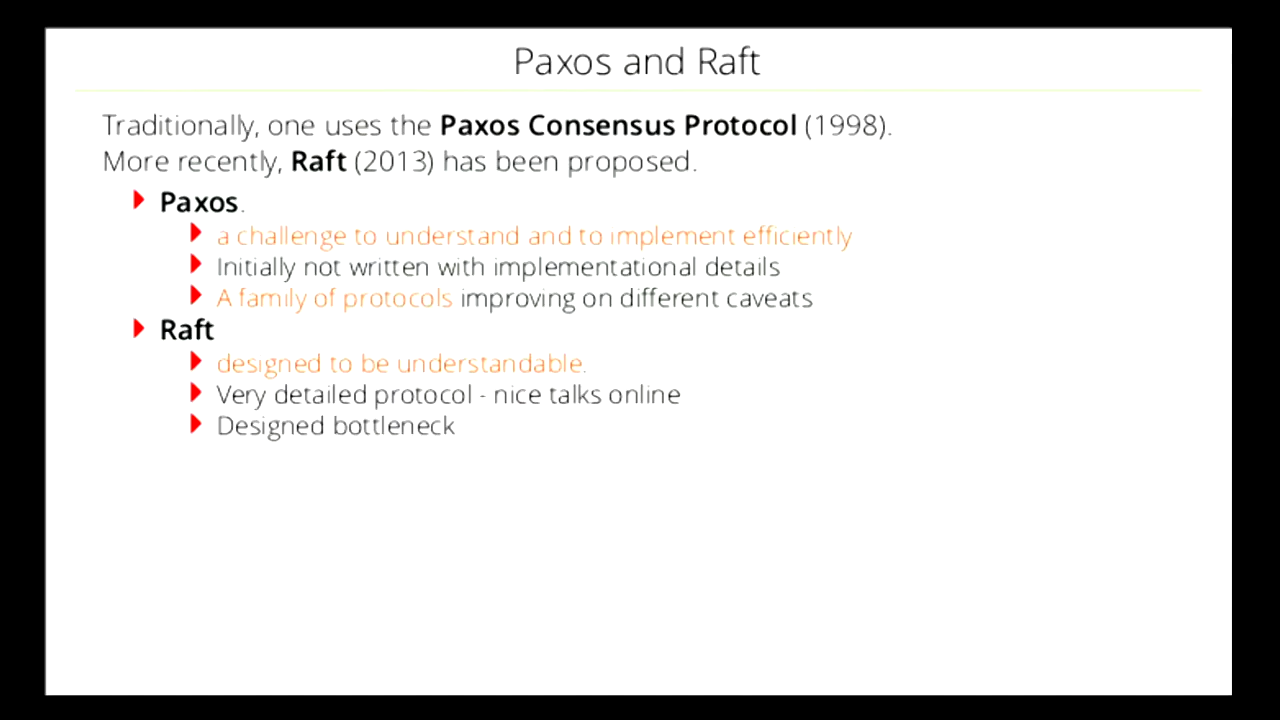 Paxos and Raft
Traditionally, one uses the Paxos Consensus Protocol (1998).
More recently, Raft (2013) has been proposed.
Paxos.
a challenge to understand and to implement efficiently
Initially not written with implementational details
A family of protocols improving on different caveats
Raft
designed to be understandable.
Very detailed protocol - nice talks online
Designed bottleneck